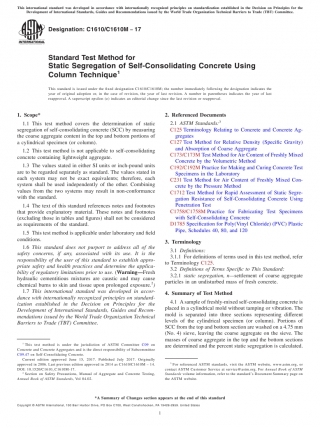 This international standard was developed in accordance with internationally recognized principles on standardization established in the Decision on Principles for the
Development of International Standards, Guides and Recommendations issued by the World Trade Organization Technical Barriers to Trade (TBT) Committee.
Designation: C1610/C1610M – 17
Standard Test Method for
Static Segregation of Self-Consolidating Concrete Using
Column Technique¹
This standard is issued under the fixed designation C1610/C1610M; the number immediately following the designation indicates the
year of original adoption or, in the case of revision, the year of last revision. A number in parentheses indicates the year of last
reapproval. A superscript epsilon (ε) indicates an editorial change since the last revision or reapproval.
1. Scope*
1.1 This test method covers the determination of static
segregation of self-consolidating concrete (SCC) by measuring
the coarse aggregate content in the top and bottom portions of
a cylindrical specimen (or column).
1.2 This test method is not applicable to self-consolidating
concrete containing lightweight aggregate.
1.3 The values stated in either SI units or inch-pound units
are to be regarded separately as standard. The values stated in
each system may not be exact equivalents; therefore, each
system shall be used independently of the other. Combining
values from the two systems may result in non-conformance
with the standard.
1.4 The text of this standard references notes and footnotes
that provide explanatory material. These notes and footnotes
(excluding those in tables and figures) shall not be considered
as requirements of the standard.
1.5 This test method is applicable under laboratory and field
conditions.
1.6 This standard does not purport to address all of the
safety concerns, if any, associated with its use. It is the
responsibility of the user of this standard to establish appro-
priate safety and health practices and determine the applica-
bility of regulatory limitations prior to use. (Warning—Fresh
hydraulic cementitious mixtures are caustic and may cause
chemical burns to skin and tissue upon prolonged exposure.²)
1.7 This international standard was developed in accor-
dance with internationally recognized principles on standard-
ization established in the Decision on Principles for the
Development of International Standards, Guides and Recom-
mendations issued by the World Trade Organization Technical
Barriers to Trade (TBT) Committee.
¹ This test method is under the jurisdiction of ASTM Committee C09 on
Concrete and Concrete Aggregates and is the direct responsibility of Subcommittee
C09.47 on Self-Consolidating Concrete.
Current edition approved June 15, 2017. Published July 2017. Originally
approved in 2006. Last previous edition approved in 2014 as C1610/C1610M – 14.
DOI: 10.1520/C1610_C1610M-17.
² Section on Safety Precautions, Manual of Aggregate and Concrete Testing,
Annual Book of ASTM Standards, Vol 04.02.
2. Referenced Documents
2.1 ASTM Standards:³
C125 Terminology Relating to Concrete and Concrete Ag-
gregates
C127 Test Method for Relative Density (Specific Gravity)
and Absorption of Coarse Aggregate
C173/C173M Test Method for Air Content of Freshly Mixed
Concrete by the Volumetric Method
C192/C192M Practice for Making and Curing Concrete Test
Specimens in the Laboratory
C231 Test Method for Air Content of Freshly Mixed Con-
crete by the Pressure Method
C1712 Test Method for Rapid Assessment of Static Segre-
gation Resistance of Self-Consolidating Concrete Using
Penetration Test
C1758/C1758M Practice for Fabricating Test Specimens
with Self-Consolidating Concrete
D1785 Specification for Poly(Vinyl Chloride) (PVC) Plastic
Pipe, Schedules 40, 80, and 120
3. Terminology
3.1 Definitions:
3.1.1 For definitions of terms used in this test method, refer
to Terminology C125.
3.2 Definitions of Terms Specific to This Standard:
3.2.1 static segregation, n—settlement of coarse aggregate
particles in an undisturbed mass of fresh concrete.
4. Summary of Test Method
4.1 A sample of freshly-mixed self-consolidating concrete is
placed in a cylindrical mold without tamping or vibration. The
mold is separated into three sections representing different
levels of the cylindrical specimen (or column). Portions of
SCC from the top and bottom section are washed on a 4.75 mm
(No. 4) sieve, leaving the coarse aggregate on the sieve. The
masses of coarse aggregate in the top and the bottom sections
are determined and the percent static segregation is calculated.
³ For referenced ASTM standards, visit the ASTM website, www.astm.org, or
contact ASTM Customer Service at service@astm.org. For Annual Book of ASTM
Standards volume information, refer to the standard's Document Summary page on
the ASTM website.
*A Summary of Changes section appears at the end of this standard
Copyright © ASTM International, 100 Barr Harbor Drive, PO Box C700, West Conshohocken, PA 19428-2959. United States
1